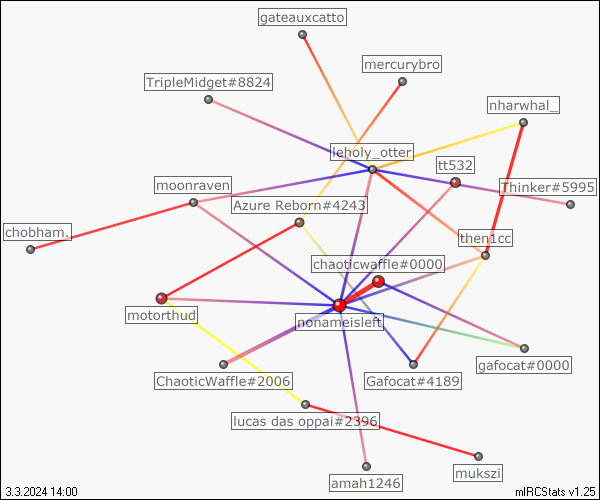 gateauxcatto
mercurybro
TripleMidget#8824
nharwhal_
leholy_otter
tt532
moonraven
Thinker#5995
Azure Reborn#4243
chobham.
then1cc
chaoticwaffle#0000
motorthud
nonameisleft
gafocat#0000
ChaoticWaffle#2006
Gafocat#4189
lucas das oppai#2396
mukszi
amah1246
3.3.2024 14:00
mIRCStats v1.25